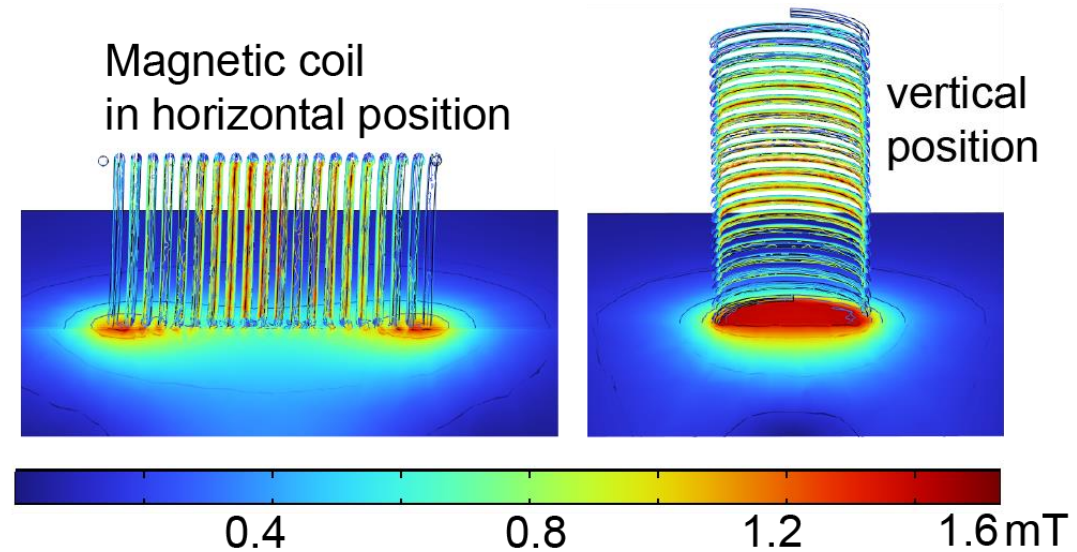 Magnetic coil
in horizontal position
vertical
position
0.4 0.8 1.2 1.6 mT